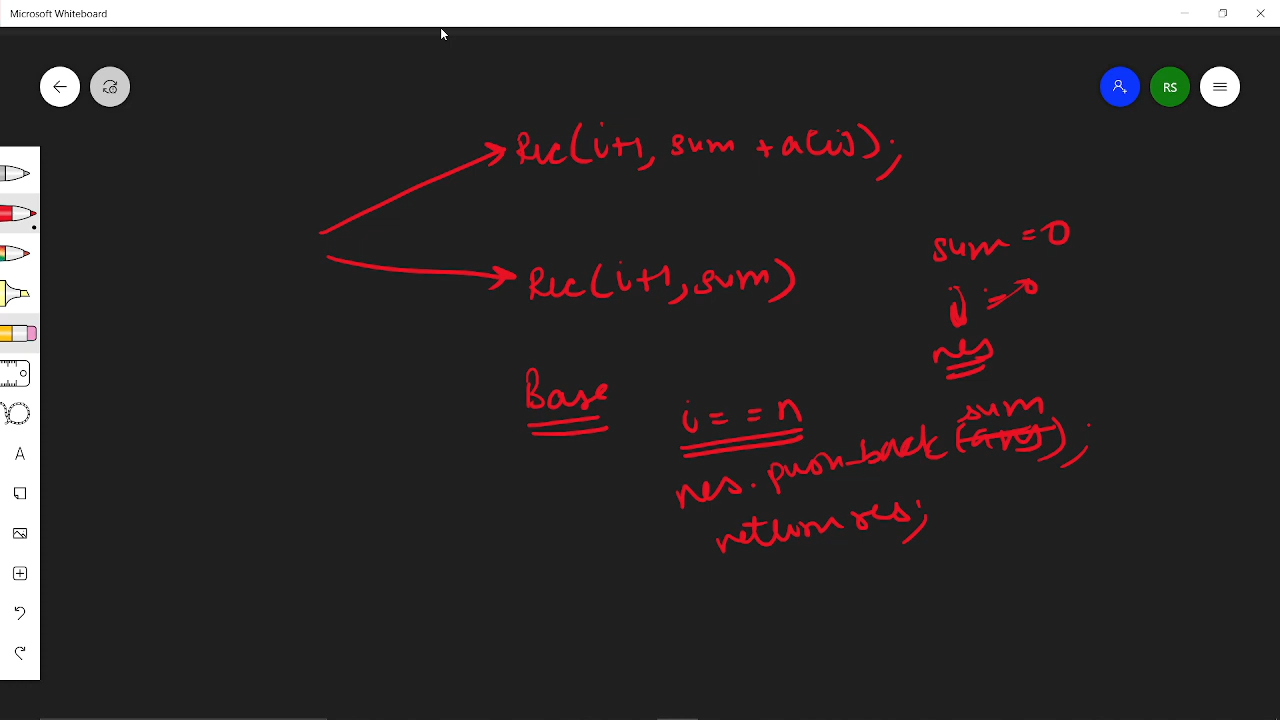 Microsoft Whiteboard
RS
Rec(i+1, sum + a[i]);
Rec(i+1, sum)
sum = 0
i = 0
res
Base
i == n
sum
res.push_back(ans);
return res;
A